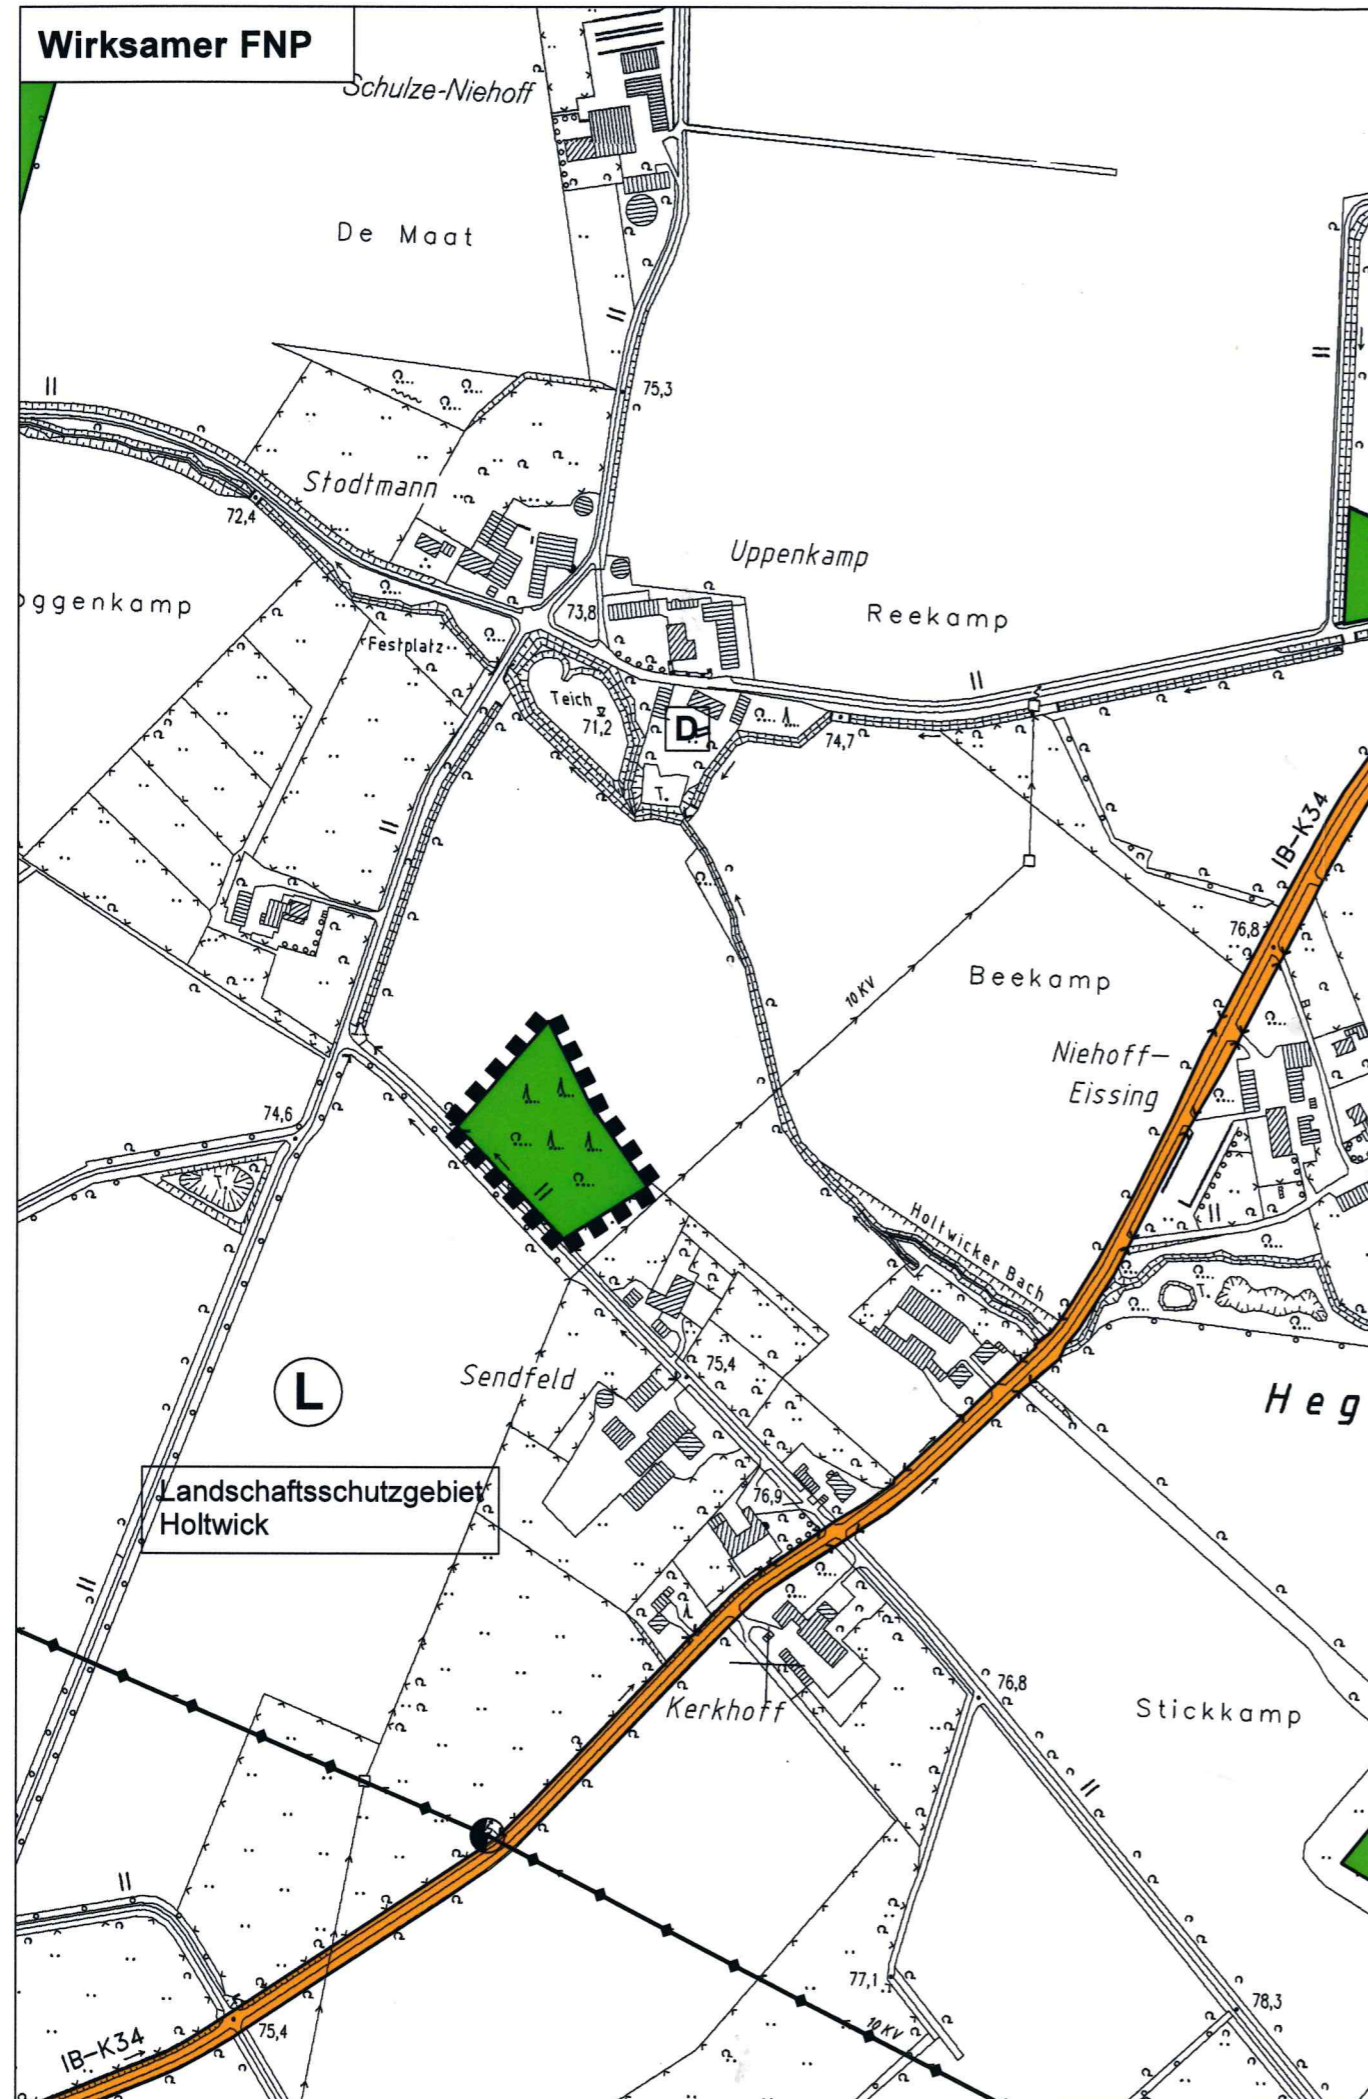 Wirksamer FNP
Schulze-Niehoff
De Maat
75,3
Stodtmann
72,4
Uppenkamp
oggenkamp
73,8
Reekamp
Festplatz
Teich
71,2
D
74,7
T.
IB-K34
76,8
10 KV
Beekamp
Niehoff-
Eissing
74,6
T.
Holtwicker Bach
T.
75,4
Sendfeld
L
Heg
Landschaftsschutzgebiet
Holtwick
76,9
76,8
Kerkhoff
Stickkamp
77,1
78,3
75,4
10 KV
IB-K34